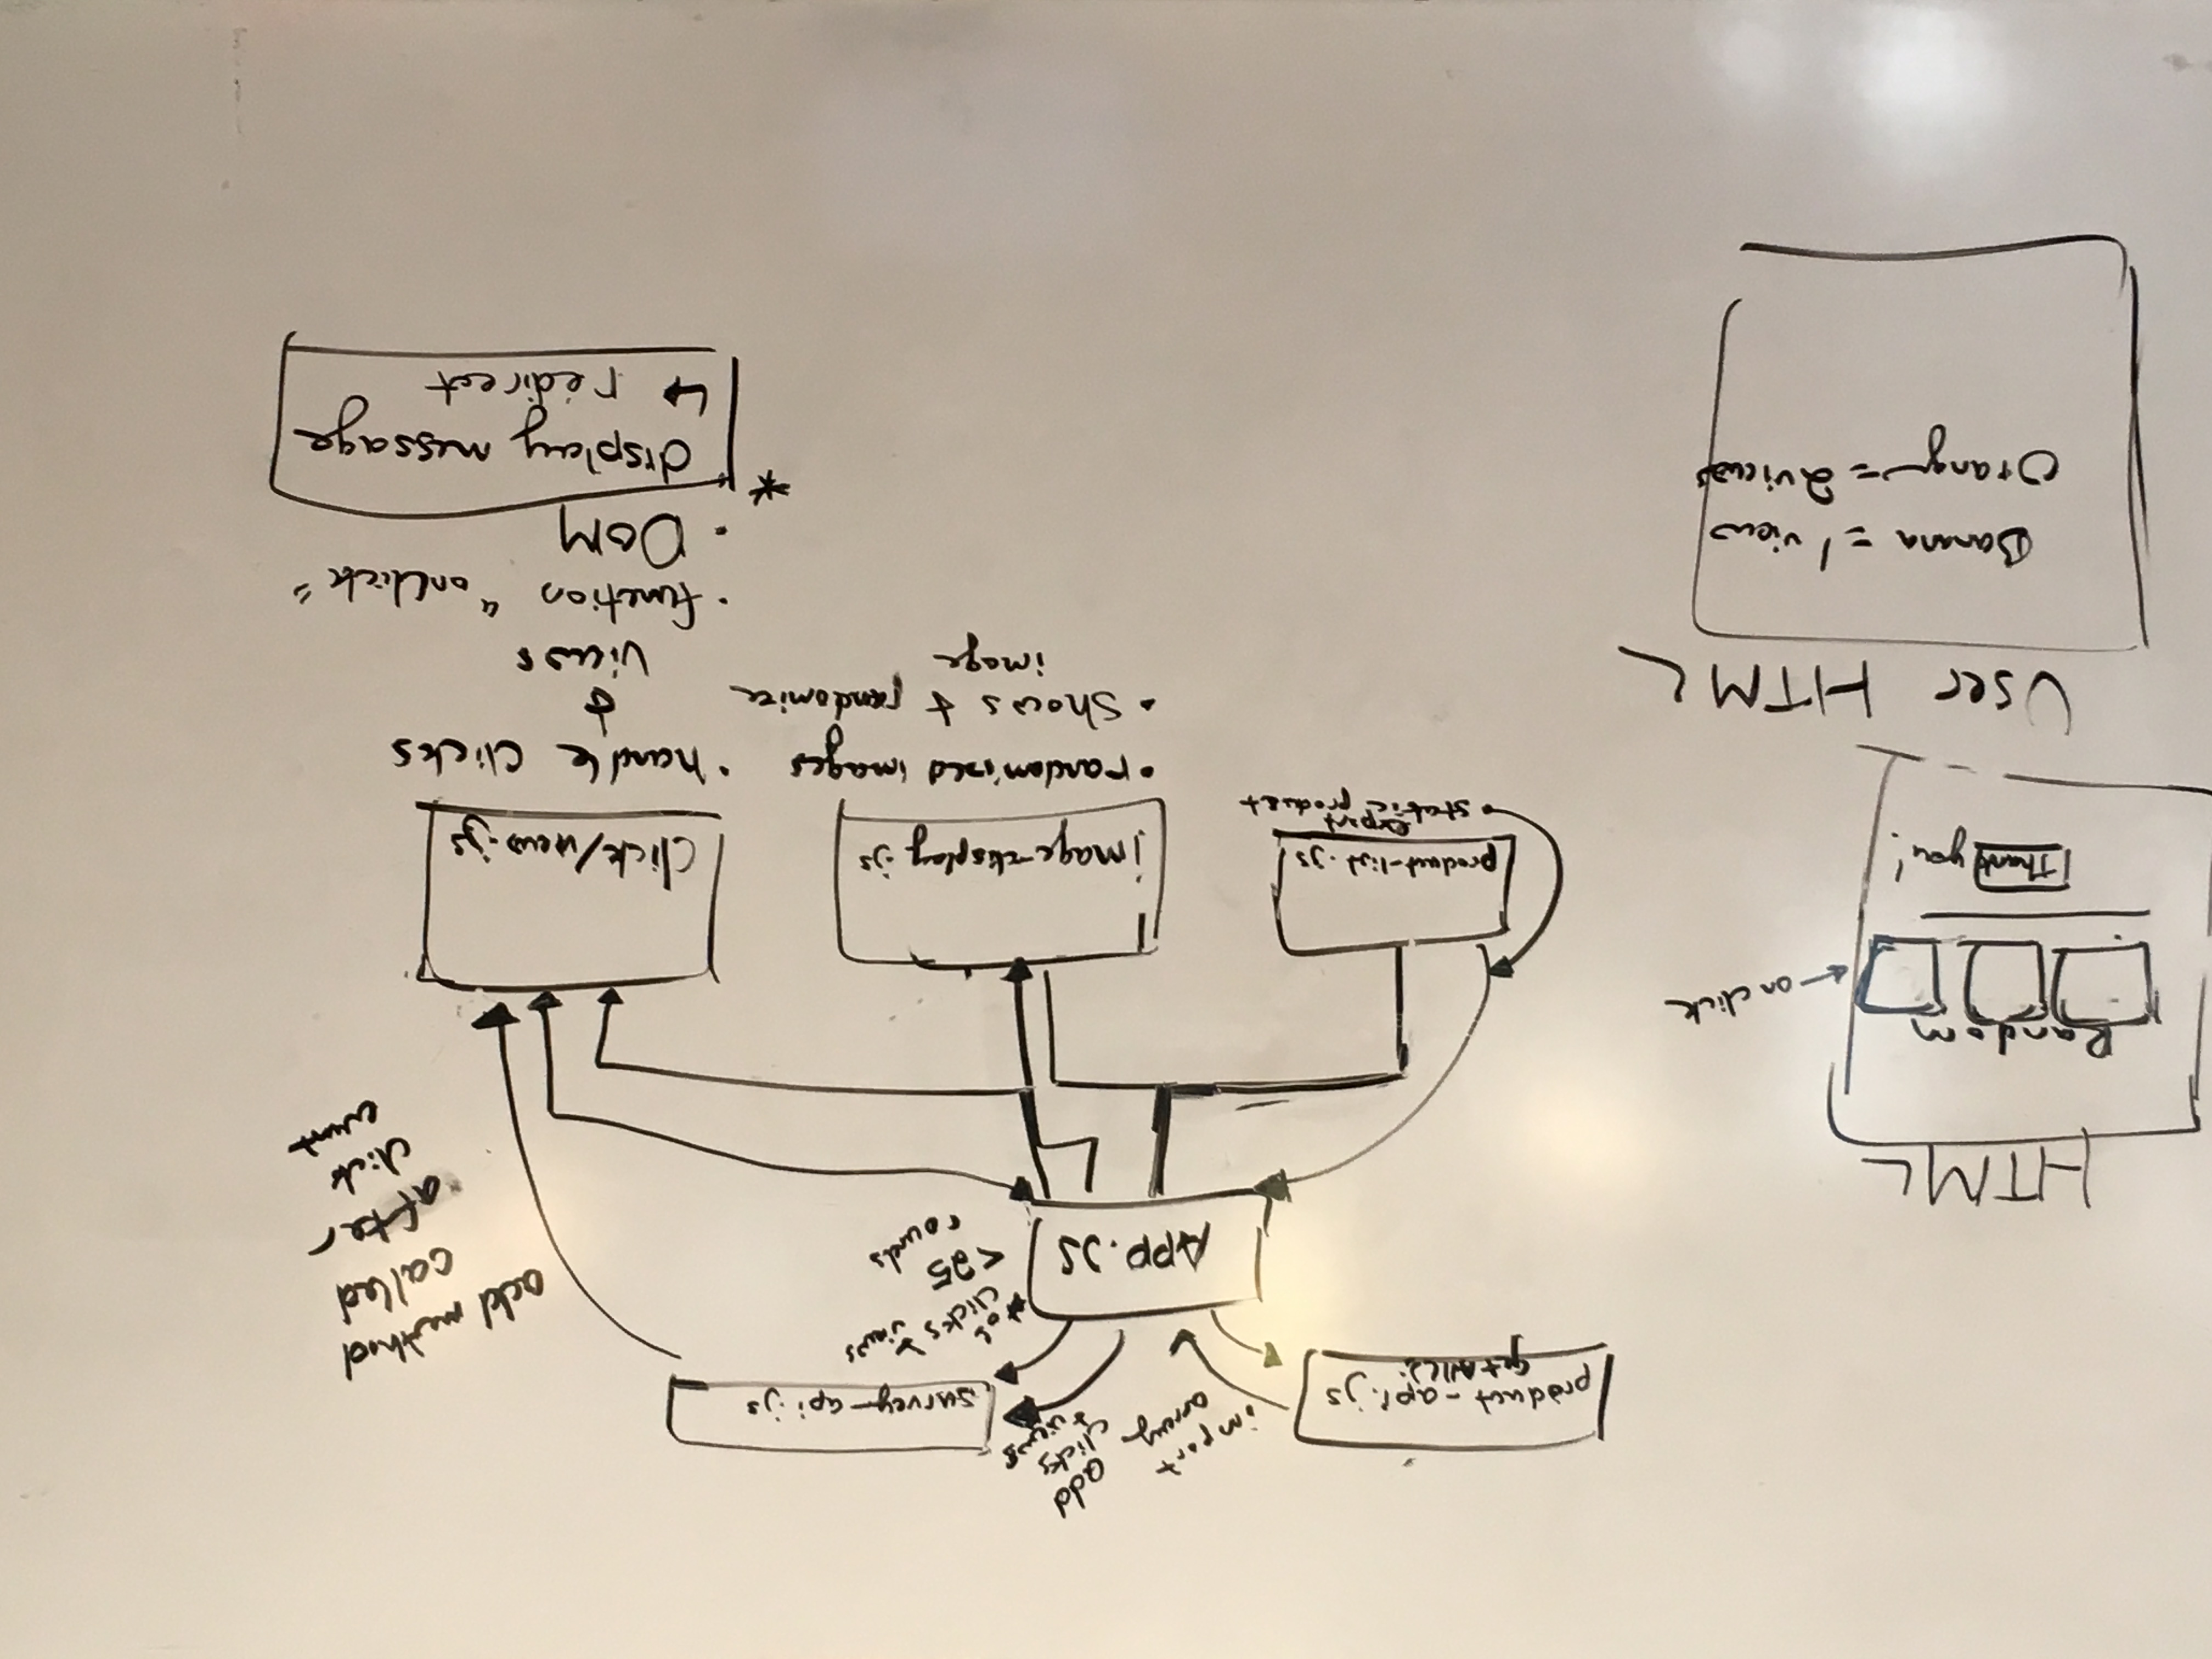 import
array
add
clicks
+ views
product-api.js
getAll();
survey-api.js
# of
clicks + views
<25
rounds
APP.JS
add method
called
after
click
event
HTML
Random
on click
Thank you!
product-list.js
export
• static product
image-display.js
• randomized images
• shows + randomize
image
Click/views.js
• handle clicks
+
views
• function "onClick"
• DOM
* display message
↳ redirect
User HTML
Banana = 1 view
Orange = 2 views